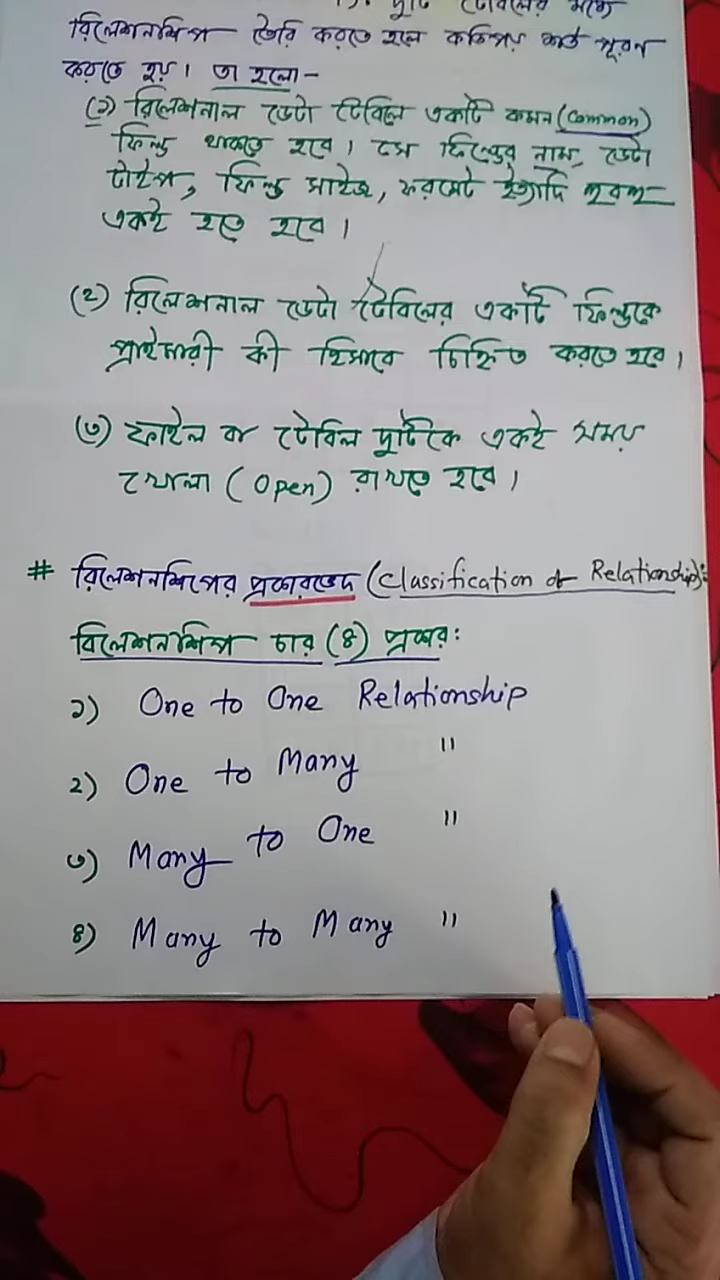 দুটি টেবিলের মধ্যে
রিলেশনশিপ তৈরি করতে হলে কতিপয় শর্ত পূরণ
করতে হয়। তা হলো-
(১) রিলেশনাল ডেটা টেবিলে একটি কমন (Common)
ফিল্ড থাকতে হবে। সে ফিল্ডের নাম, ডেটা
টাইপ, ফিল্ড সাইজ, ফরমেট ইত্যাদি হুবহু
একই হতে হবে।
(২) রিলেশনাল ডেটা টেবিলের একটি ফিল্ডকে
প্রাইমারী কী হিসাবে চিহ্নিত করতে হবে।
(৩) ফাইল বা টেবিল দুটিকে একই সময়
খোলা (Open) রাখতে হবে।
# রিলেশনশিপের প্রকারভেদ (Classification of Relationship):
রিলেশনশিপ চার (৪) প্রকার:
১) One to One Relationship
২) One to Many "
৩) Many to One "
৪) Many to Many "